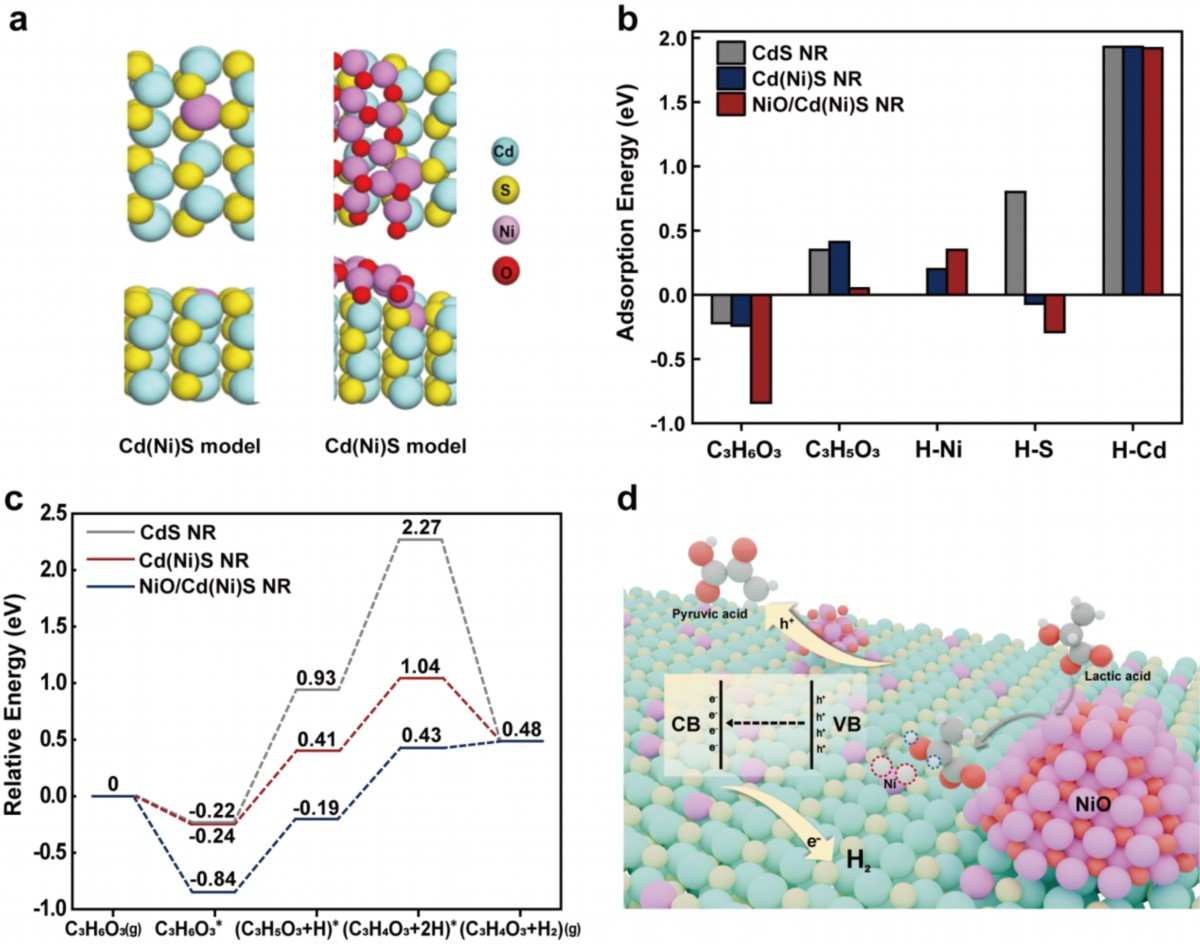 a
Cd
S
Ni
O
Cd(Ni)S model
Cd(Ni)S model
b
CdS NR
Cd(Ni)S NR
NiO/Cd(Ni)S NR
Adsorption Energy (eV)
2.0
1.5
1.0
0.5
0.0
-0.5
-1.0
C₃H₆O₃
C₃H₅O₃
H-Ni
H-S
H-Cd
c
CdS NR
Cd(Ni)S NR
NiO/Cd(Ni)S NR
Relative Energy (eV)
2.5
2.0
1.5
1.0
0.5
0.0
-0.5
-1.0
0
-0.22
-0.24
-0.84
0.93
0.41
-0.19
2.27
1.04
0.43
0.48
C₃H₆O₃(g)
C₃H₆O₃*
(C₃H₅O₃+H)*
(C₃H₄O₃+2H)*
(C₃H₄O₃+H₂)(g)
d
Pyruvic acid
h⁺
Lactic acid
CB
e⁻
e⁻
e⁻
e⁻
h⁺
h⁺
h⁺
h⁺
VB
Ni
NiO
e⁻
H₂